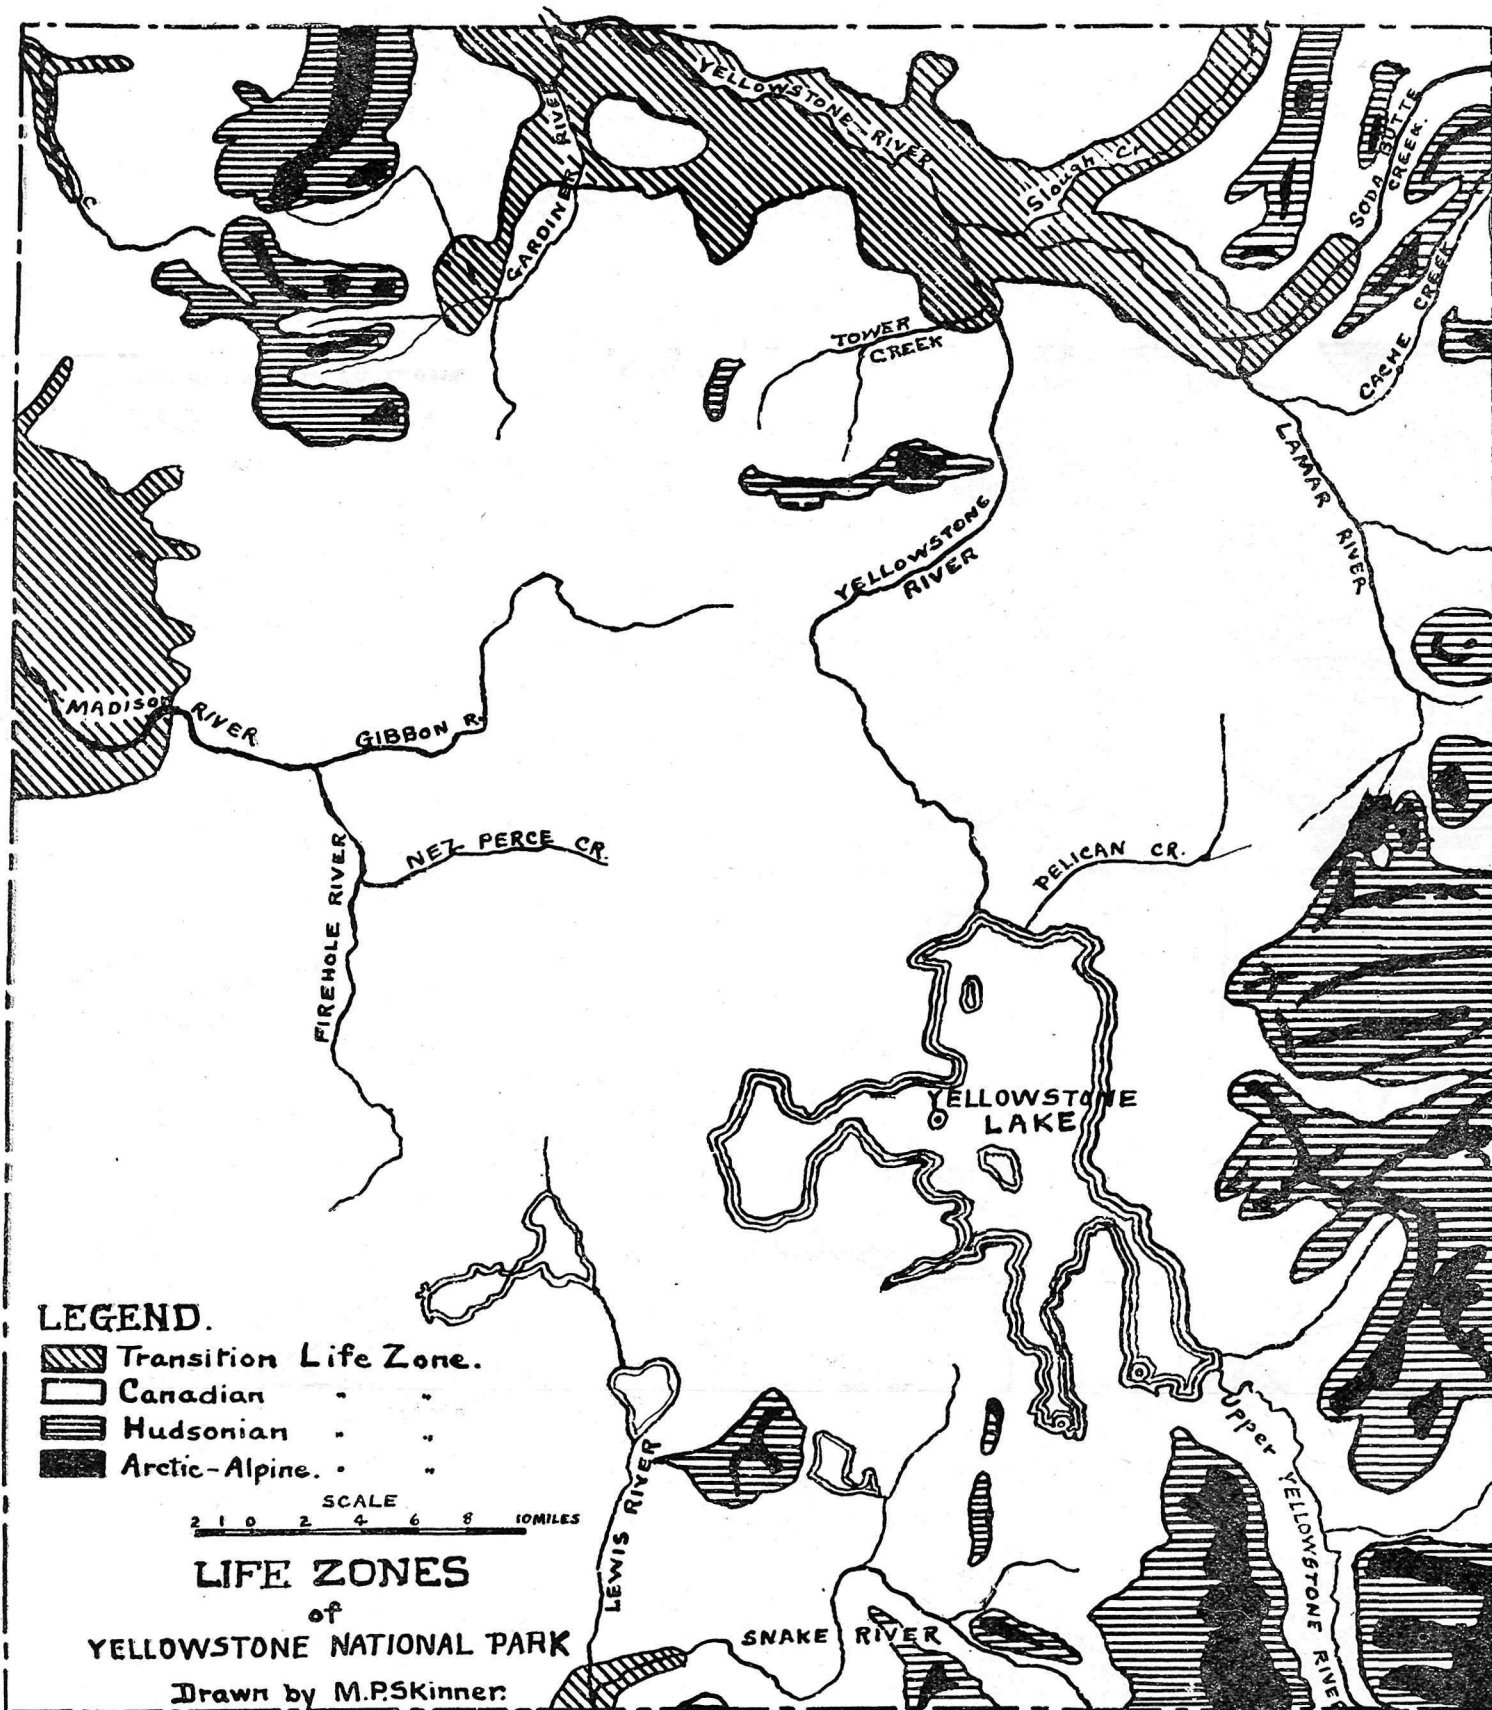 YELLOWSTONE RIVER
GARDINER RIVER
Slough Cr.
SODA BUTTE
CREEK.
CACHE CREEK
TOWER
CREEK
LAMAR RIVER
YELLOWSTONE
RIVER
MADISON RIVER
GIBBON R.
NEZ PERCE CR.
FIREHOLE RIVER
PELICAN CR.
YELLOWSTONE
LAKE
Upper YELLOWSTONE RIVER
LEWIS RIVER
SNAKE RIVER
LEGEND.
Transition Life Zone.
Canadian " "
Hudsonian " "
Arctic-Alpine. " "
SCALE
2 1 0 2 4 6 8 10 MILES
LIFE ZONES
of
YELLOWSTONE NATIONAL PARK
Drawn by M.P.Skinner.